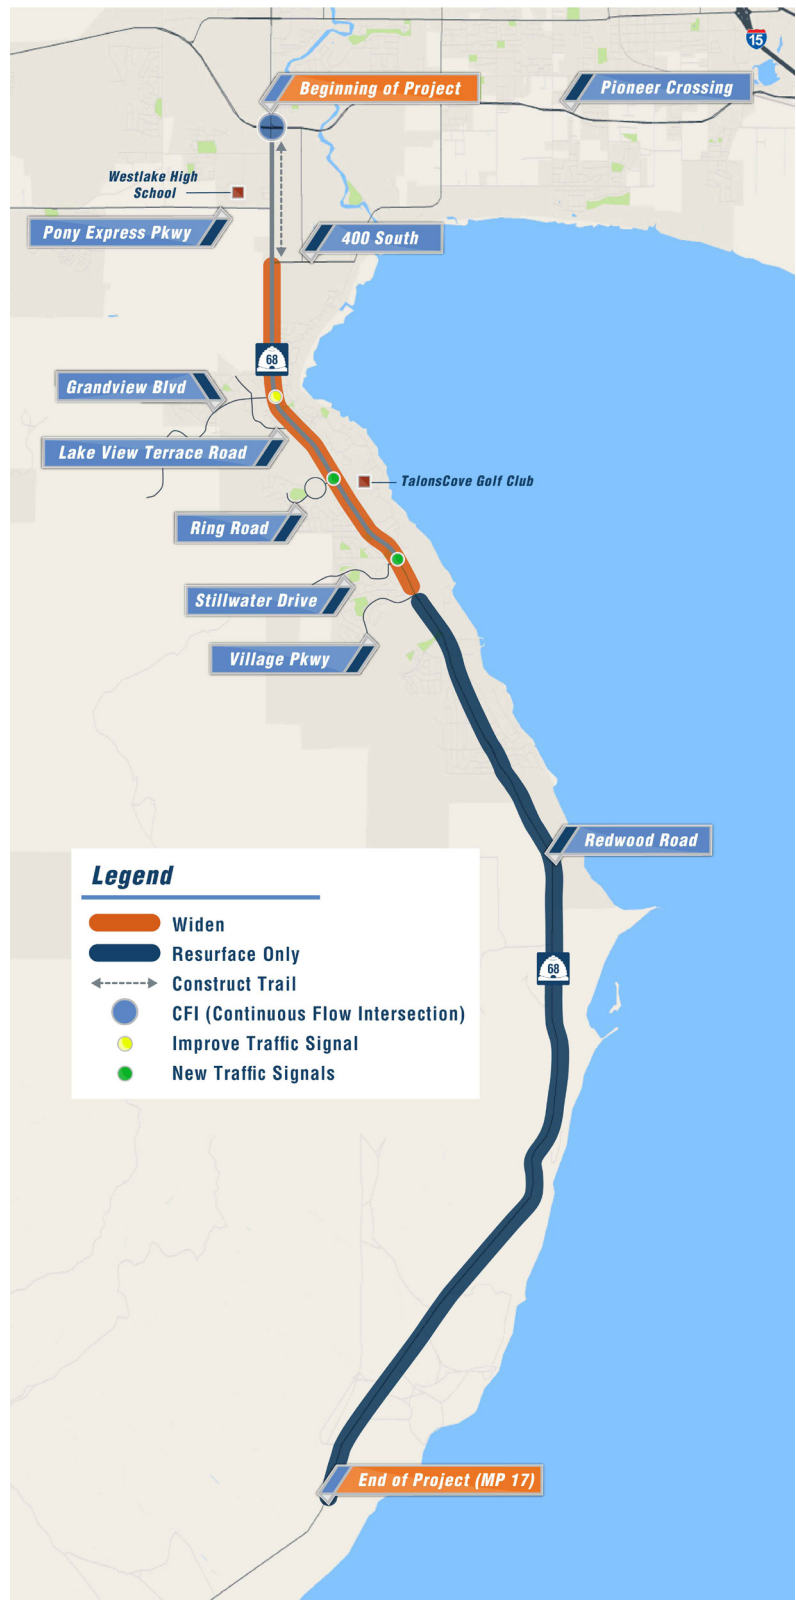 15
Beginning of Project
Pioneer Crossing
Westlake High
School
Pony Express Pkwy
400 South
68
Grandview Blvd
Lake View Terrace Road
TalonsCove Golf Club
Ring Road
Stillwater Drive
Village Pkwy
Redwood Road
Legend
Widen
Resurface Only
68
Construct Trail
CFI (Continuous Flow Intersection)
Improve Traffic Signal
New Traffic Signals
End of Project (MP 17)